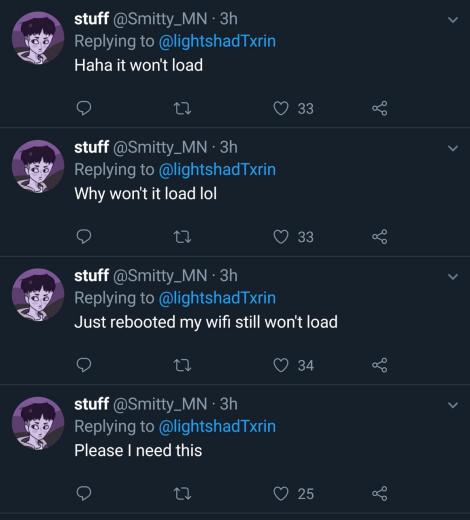 stuff @Smitty_MN · 3h
Replying to @lightshadTxrin
Haha it won't load
33
stuff @Smitty_MN · 3h
Replying to @lightshadTxrin
Why won't it load lol
33
stuff @Smitty_MN · 3h
Replying to @lightshadTxrin
Just rebooted my wifi still won't load
34
stuff @Smitty_MN · 3h
Replying to @lightshadTxrin
Please I need this
25